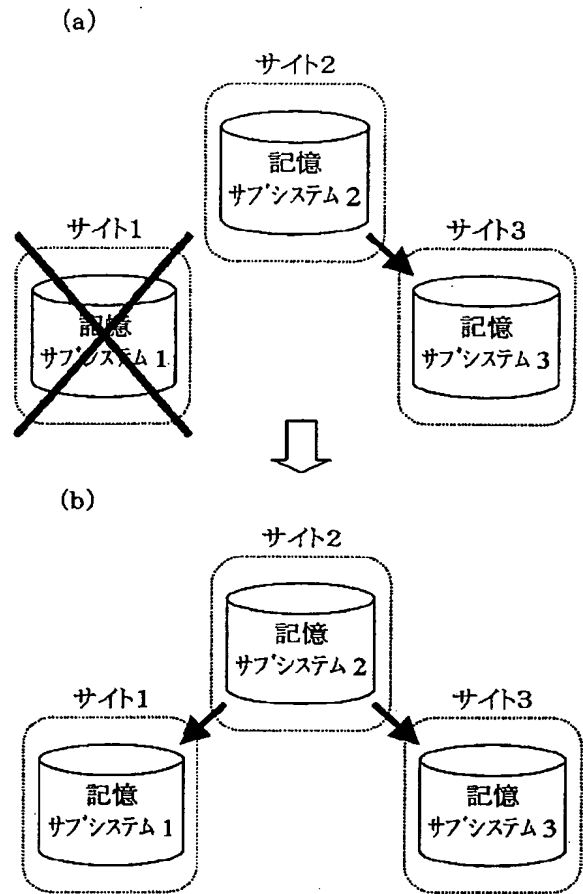 (a)
サイト2
記憶
サブシステム 2
サイト1
記憶
サブシステム 1
サイト3
記憶
サブシステム 3
(b)
サイト2
記憶
サブシステム 2
サイト1
記憶
サブシステム 1
サイト3
記憶
サブシステム 3